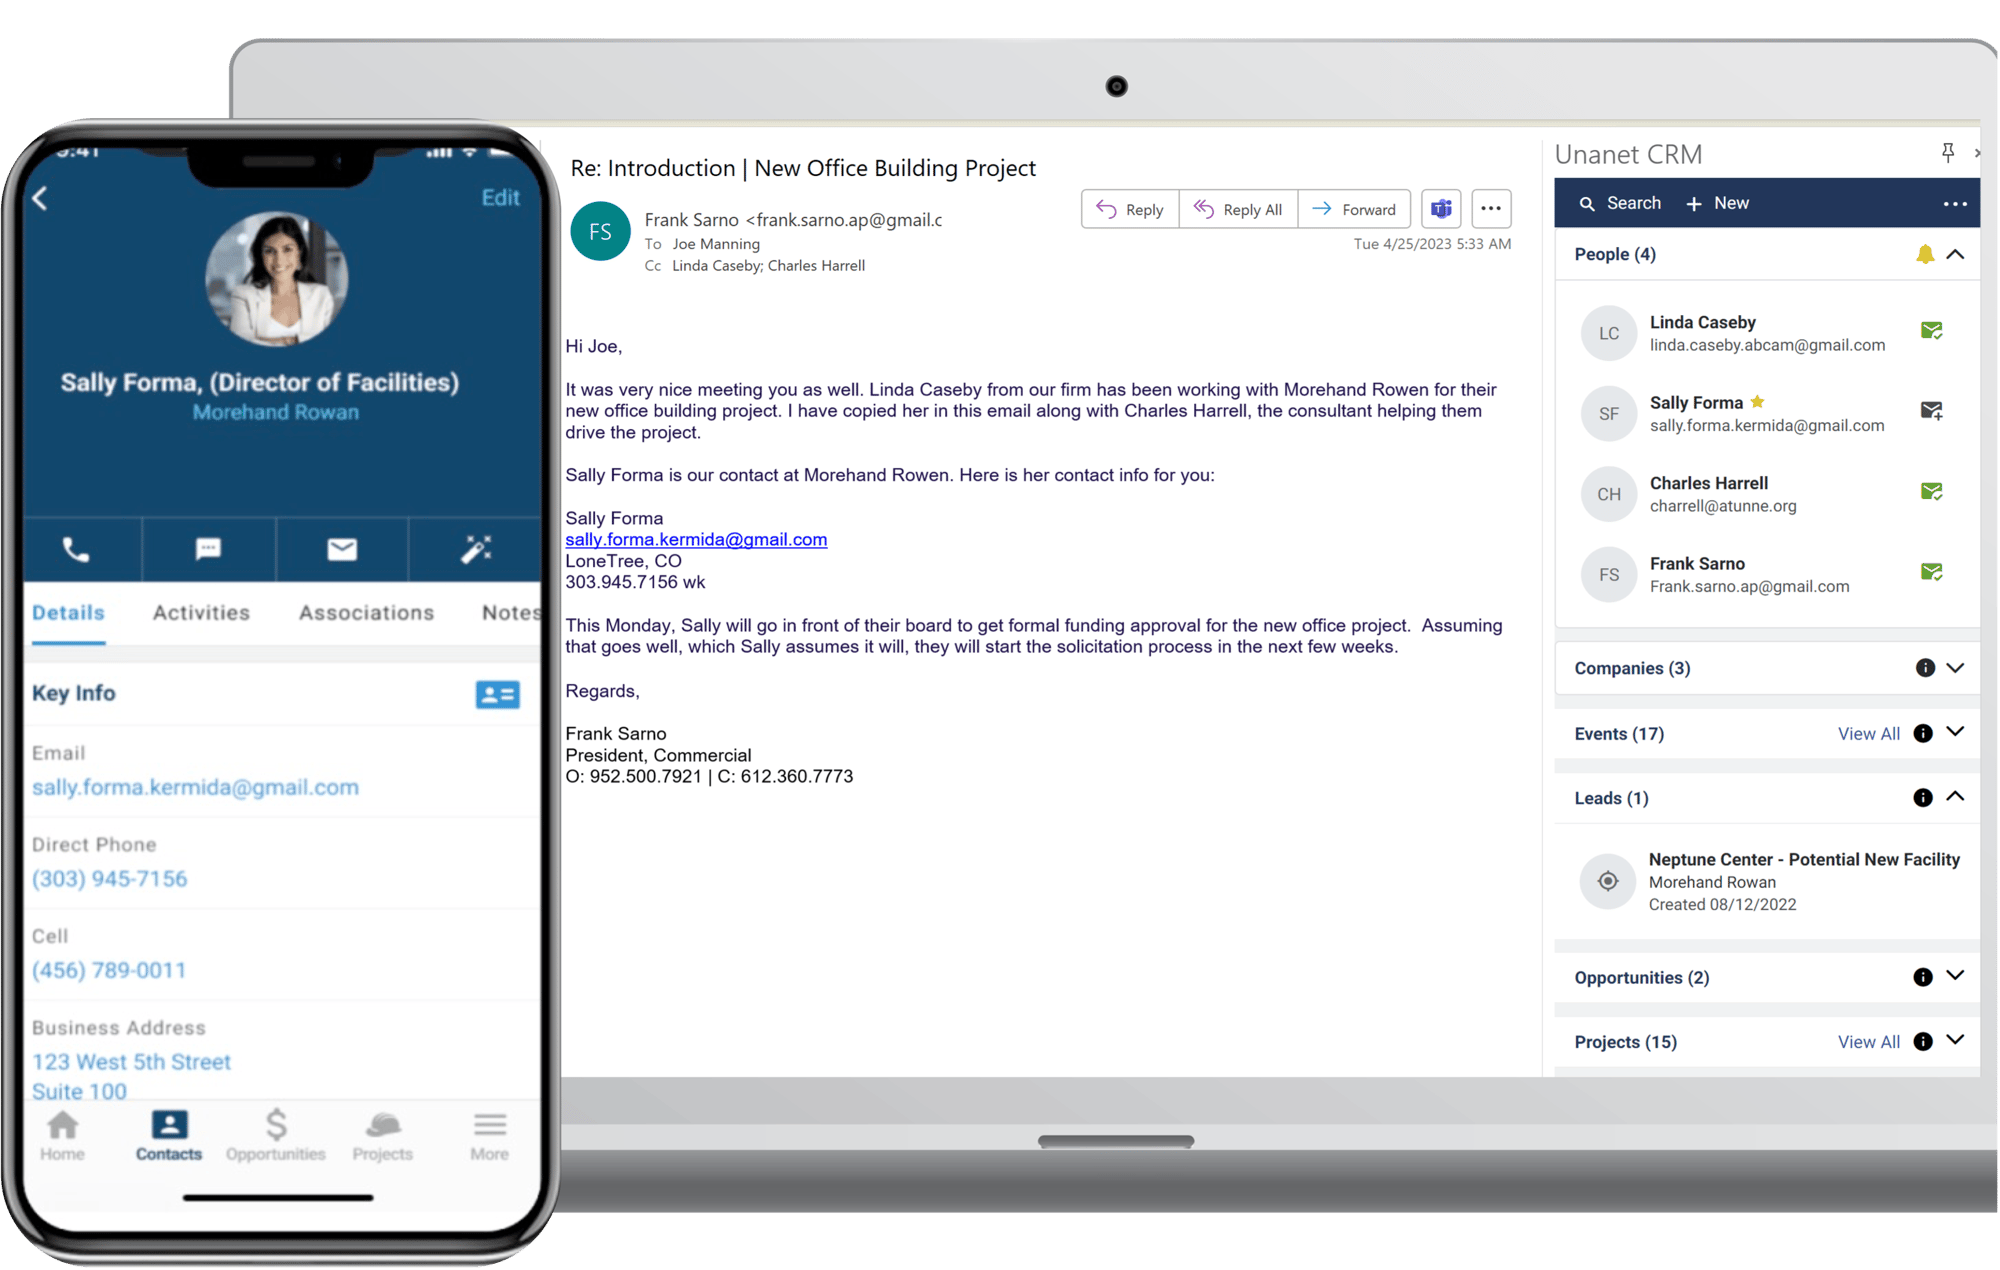 9:41
Edit
Sally Forma, (Director of Facilities)
Morehand Rowan
Details Activities Associations Notes
Key Info
Email
sally.forma.kermida@gmail.com
Direct Phone
(303) 945-7156
Cell
(456) 789-0011
Business Address
123 West 5th Street
Suite 100
Home Contacts Opportunities Projects More
Re: Introduction | New Office Building Project
FS
Frank Sarno <frank.sarno.ap@gmail.c
To Joe Manning
Cc Linda Caseby; Charles Harrell
Reply Reply All Forward
Tue 4/25/2023 5:33 AM
Hi Joe,
It was very nice meeting you as well. Linda Caseby from our firm has been working with Morehand Rowen for their
new office building project. I have copied her in this email along with Charles Harrell, the consultant helping them
drive the project.
Sally Forma is our contact at Morehand Rowen. Here is her contact info for you:
Sally Forma
sally.forma.kermida@gmail.com
LoneTree, CO
303.945.7156 wk
This Monday, Sally will go in front of their board to get formal funding approval for the new office project.  Assuming
that goes well, which Sally assumes it will, they will start the solicitation process in the next few weeks.
Regards,
Frank Sarno
President, Commercial
O: 952.500.7921 | C: 612.360.7773
Unanet CRM
Search + New
People (4)
LC
Linda Caseby
linda.caseby.abcam@gmail.com
SF
Sally Forma
sally.forma.kermida@gmail.com
CH
Charles Harrell
charrell@atunne.org
FS
Frank Sarno
Frank.sarno.ap@gmail.com
Companies (3)
Events (17) View All
Leads (1)
Neptune Center - Potential New Facility
Morehand Rowan
Created 08/12/2022
Opportunities (2)
Projects (15) View All